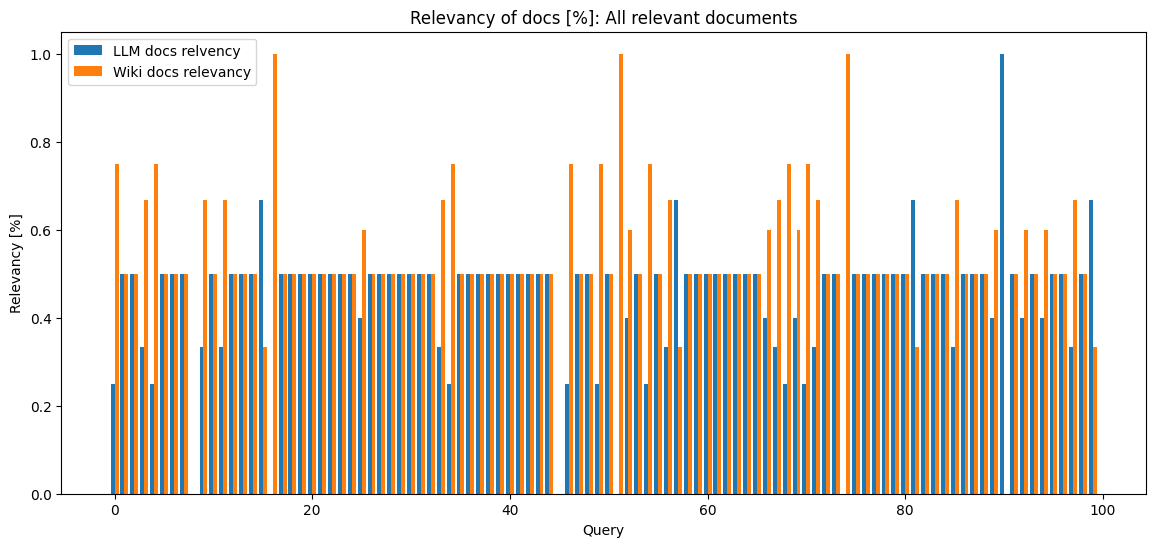 Relevancy of docs [%]: All relevant documents
LLM docs relvency
Wiki docs relevancy
1.0
0.8
0.6
0.4
0.2
0.0
Relevancy [%]
0 20 40 60 80 100
Query